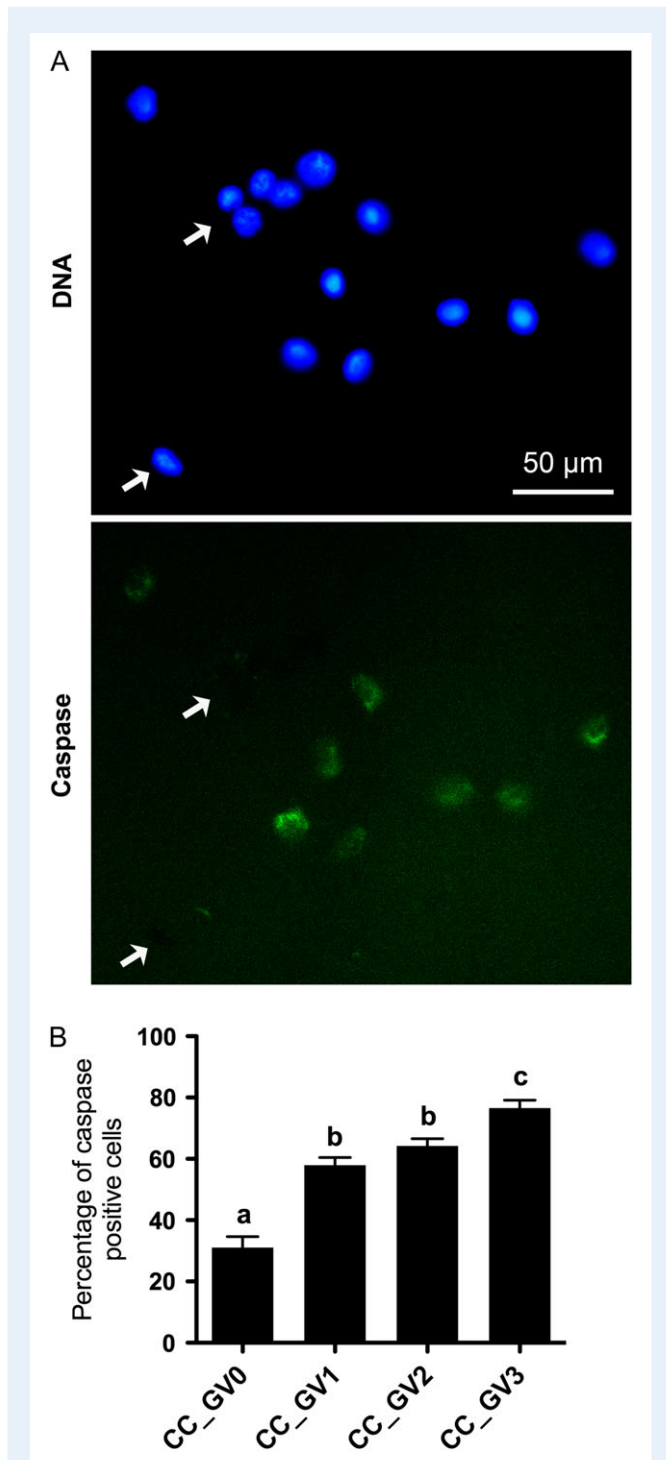 A
DNA
50 μm
Caspase
B
Percentage of caspase
positive cells
100
80
60
40
20
0
a
b
b
c
CC_GV0
CC_GV1
CC_GV2
CC_GV3